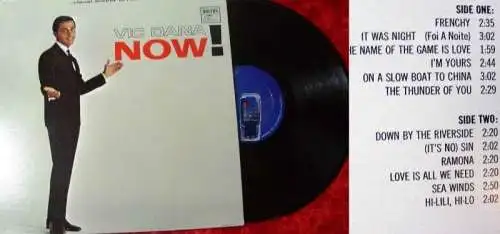 VIC DANA
NOW!
SIDE ONE:
FRENCHY 2:35
IT WAS NIGHT (Foi A Noite) 3:02
HE NAME OF THE GAME IS LOVE 1:59
I'M YOURS 2:44
ON A SLOW BOAT TO CHINA 3:02
THE THUNDER OF YOU 2:29
SIDE TWO:
DOWN BY THE RIVERSIDE 2:20
(IT'S NO) SIN 2:02
RAMONA 2:20
LOVE IS ALL WE NEED 2:20
SEA WINDS 2:50
HI-LILI, HI-LO 2:02